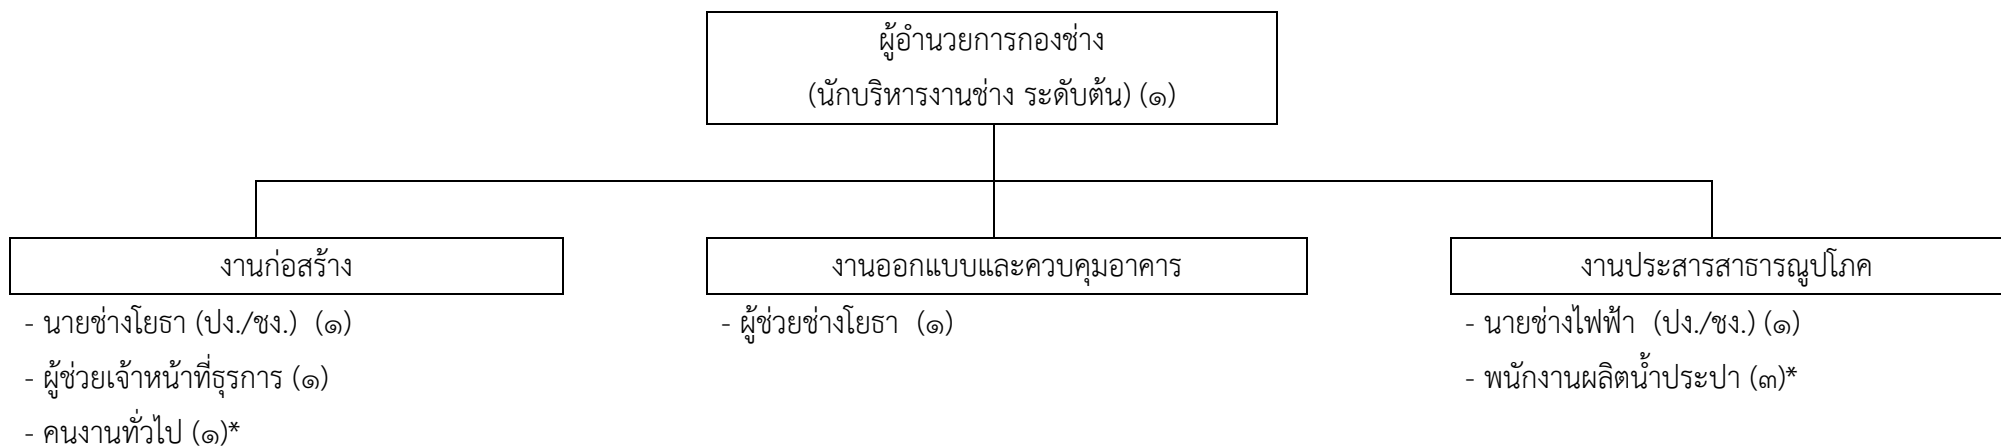 ผู้อำนวยการกองช่าง
(นักบริหารงานช่าง ระดับต้น) (๑)
งานก่อสร้าง
- นายช่างโยธา (ปง./ชง.) (๑)
- ผู้ช่วยเจ้าหน้าที่ธุรการ (๑)
- คนงานทั่วไป (๑)*
งานออกแบบและควบคุมอาคาร
- ผู้ช่วยช่างโยธา (๑)
งานประสารสาธารณูปโภค
- นายช่างไฟฟ้า (ปง./ชง.) (๑)
- พนักงานผลิตน้ำประปา (๓)*